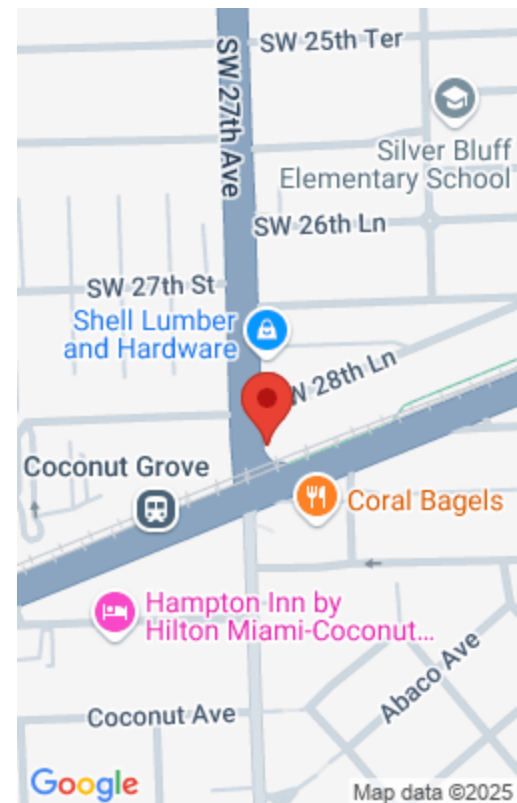 SW 25th Ter
SW 27th Ave
Silver Bluff
Elementary School
SW 26th Ln
SW 27th St
Shell Lumber
and Hardware
W 28th Ln
Coconut Grove
Coral Bagels
Hampton Inn by
Hilton Miami-Coconut...
Abaco Ave
Coconut Ave
Google
Map data ©2025